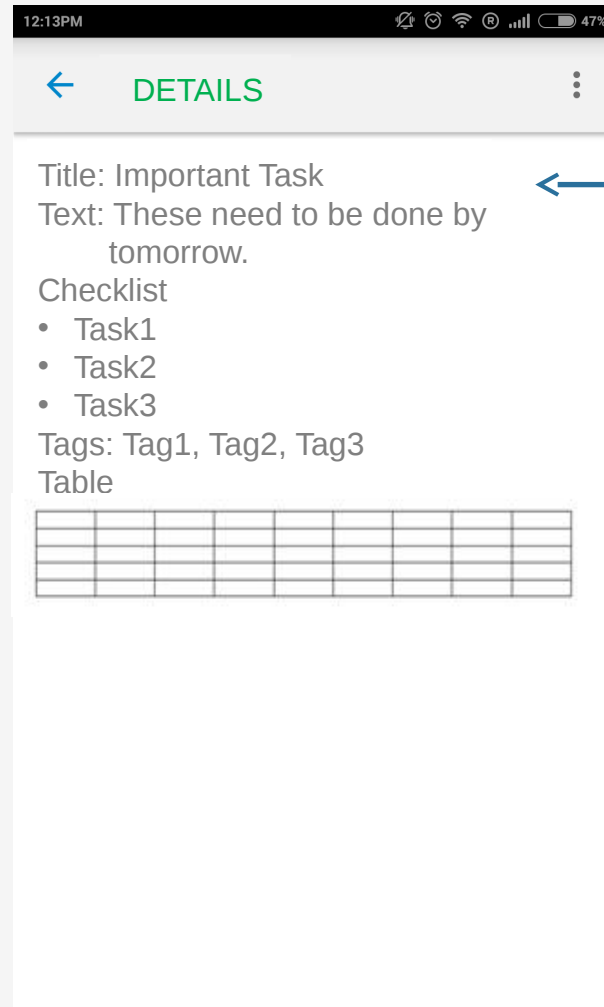 12:13PM ® 47%
DETAILS
Title: Important Task
Text: These need to be done by
tomorrow.
Checklist
• Task1
• Task2
• Task3
Tags: Tag1, Tag2, Tag3
Table